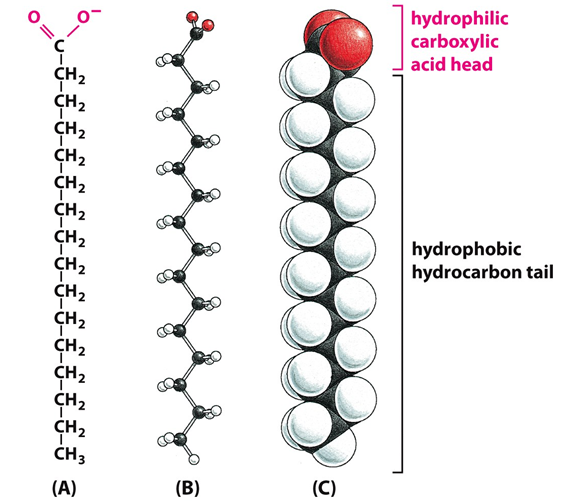 O O⁻
C
CH₂
CH₂
CH₂
CH₂
CH₂
CH₂
CH₂
CH₂
CH₂
CH₂
CH₂
CH₂
CH₂
CH₂
CH₃
hydrophilic
carboxylic
acid head
hydrophobic
hydrocarbon tail
(A) (B) (C)